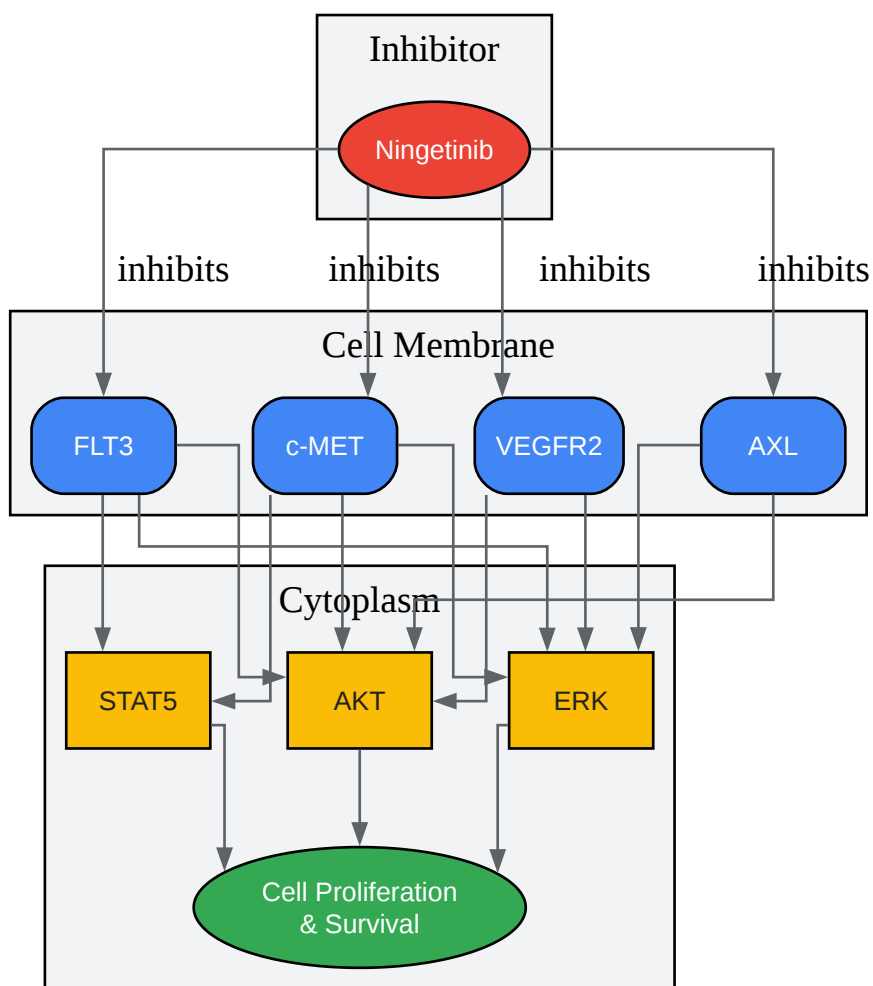 Inhibitor
Ningetinib
inhibits inhibits inhibits inhibits
Cell Membrane
FLT3 c-MET VEGFR2 AXL
Cytoplasm
STAT5 AKT ERK
Cell Proliferation
& Survival